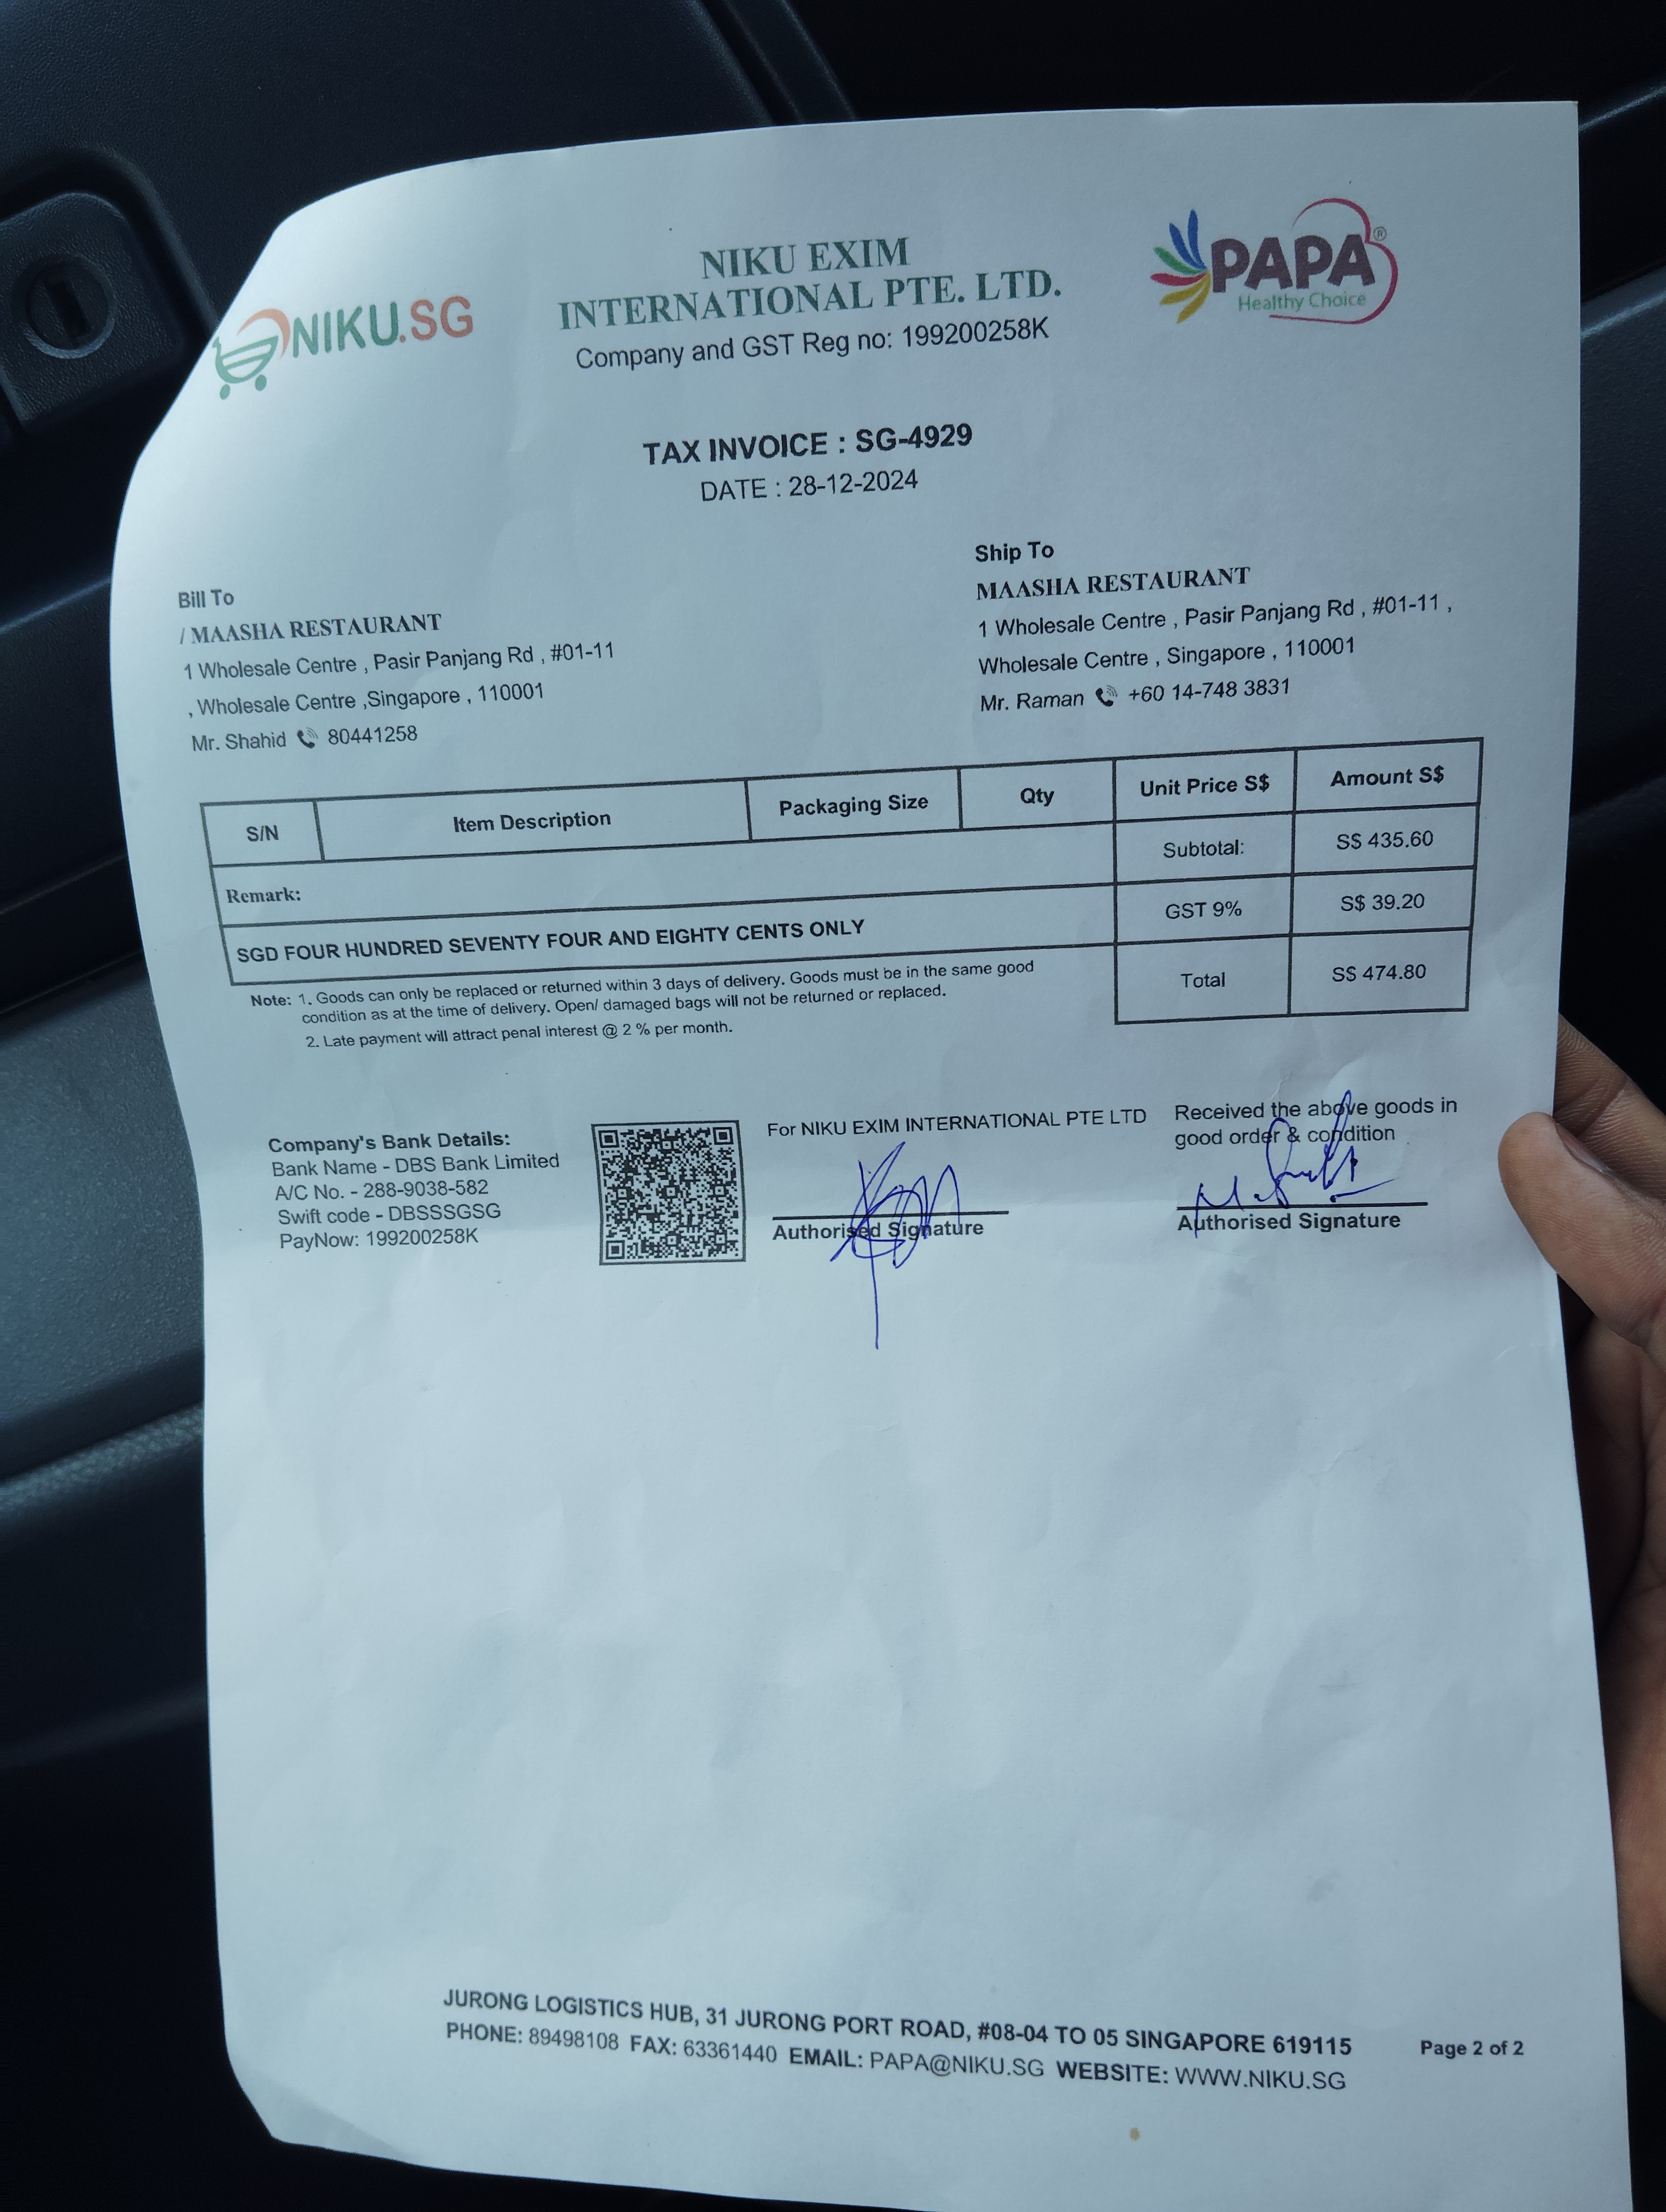 NIKU.SG
NIKU EXIM
INTERNATIONAL PTE. LTD.
Company and GST Reg no: 199200258K
PAPA®
Healthy Choice
TAX INVOICE : SG-4929
DATE : 28-12-2024
Bill To
/ MAASHA RESTAURANT
1 Wholesale Centre , Pasir Panjang Rd , #01-11
, Wholesale Centre ,Singapore , 110001
Mr. Shahid 80441258
Ship To
MAASHA RESTAURANT
1 Wholesale Centre , Pasir Panjang Rd , #01-11 ,
Wholesale Centre , Singapore , 110001
Mr. Raman +60 14-748 3831
S/N Item Description Packaging Size Qty Unit Price S$ Amount S$
Remark:
Subtotal: S$ 435.60
SGD FOUR HUNDRED SEVENTY FOUR AND EIGHTY CENTS ONLY
GST 9% S$ 39.20
Total S$ 474.80
Note: 1. Goods can only be replaced or returned within 3 days of delivery. Goods must be in the same good
condition as at the time of delivery. Open/ damaged bags will not be returned or replaced.
2. Late payment will attract penal interest @ 2 % per month.
Company's Bank Details:
Bank Name - DBS Bank Limited
A/C No. - 288-9038-582
Swift code - DBSSSGSG
PayNow: 199200258K
For NIKU EXIM INTERNATIONAL PTE LTD
Authorised Signature
Received the above goods in
good order & condition
Authorised Signature
JURONG LOGISTICS HUB, 31 JURONG PORT ROAD, #08-04 TO 05 SINGAPORE 619115
PHONE: 89498108 FAX: 63361440 EMAIL: PAPA@NIKU.SG WEBSITE: WWW.NIKU.SG
Page 2 of 2